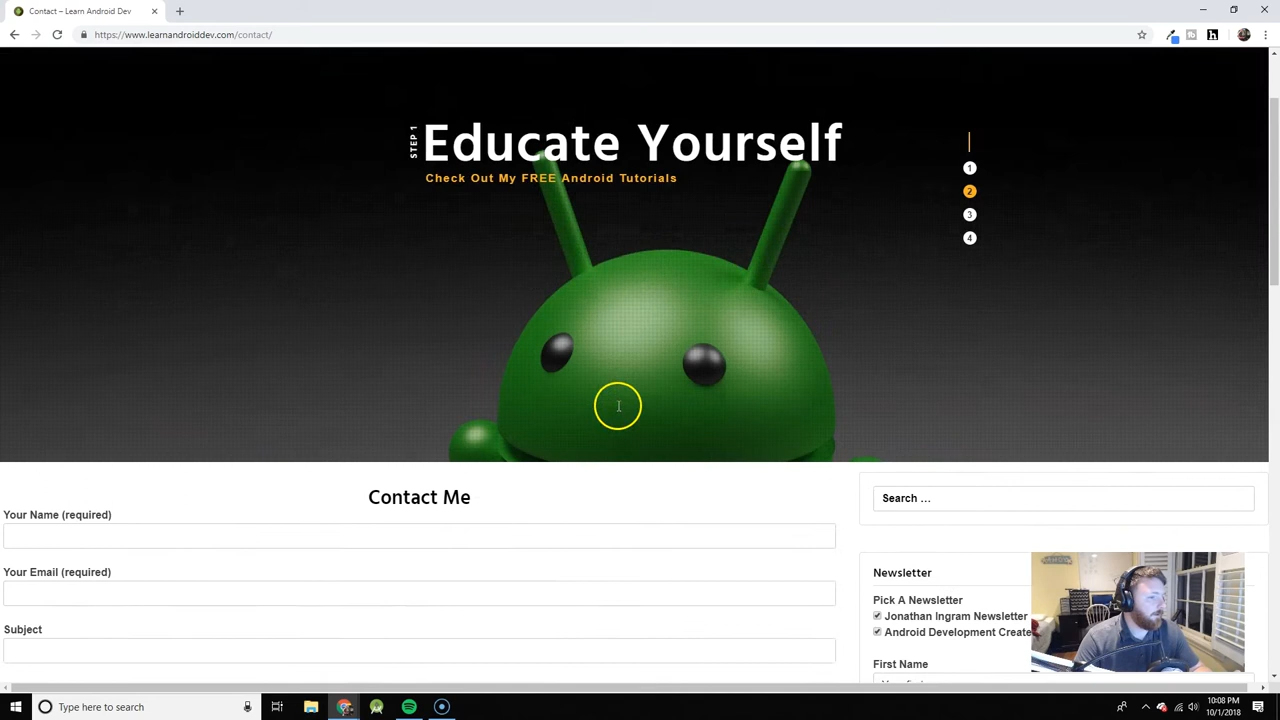 Contact – Learn Android Dev
https://www.learnandroiddev.com/contact/
STEP 1
Educate Yourself
Check Out My FREE Android Tutorials
1
2
3
4
Contact Me
Your Name (required)
Your Email (required)
Subject
Search …
Newsletter
Pick A Newsletter
Jonathan Ingram Newsletter
Android Development Create
First Name
Type here to search
10:08 PM
10/1/2018